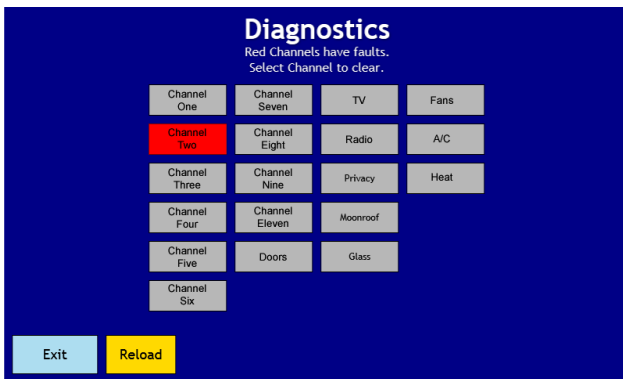 Diagnostics
Red Channels have faults.
Select Channel to clear.
Channel
One
Channel
Seven
TV
Fans
Channel
Two
Channel
Eight
Radio
A/C
Channel
Three
Channel
Nine
Privacy
Heat
Channel
Four
Channel
Eleven
Moonroof
Channel
Five
Doors
Glass
Channel
Six
Exit
Reload